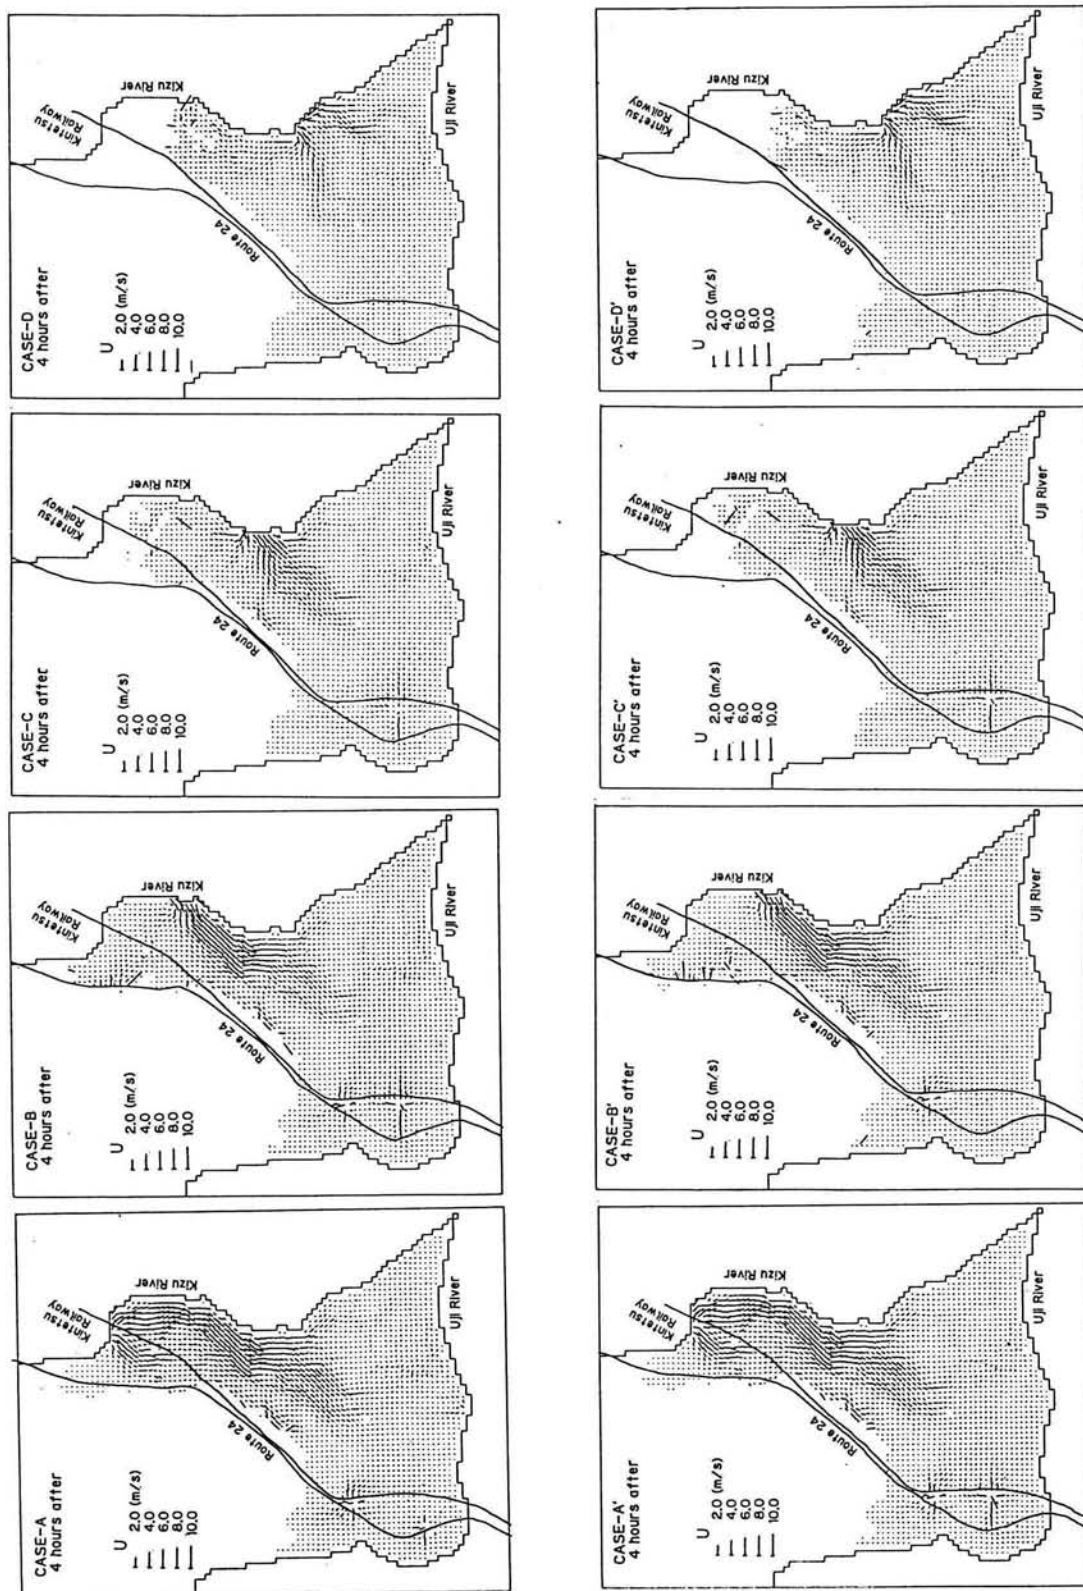 CASE-A
4 hours after
U
2.0 (m/s)
4.0
6.0
8.0
10.0
Kintetsu
Railway
Route 24
Kizu River
Uji River
CASE-B
4 hours after
U
2.0 (m/s)
4.0
6.0
8.0
10.0
Kintetsu
Railway
Route 24
Kizu River
Uji River
CASE-C
4 hours after
U
2.0 (m/s)
4.0
6.0
8.0
10.0
Kintetsu
Railway
Route 24
Kizu River
Uji River
CASE-D
4 hours after
U
2.0 (m/s)
4.0
6.0
8.0
10.0
Kintetsu
Railway
Route 24
Kizu River
Uji River
CASE-A'
4 hours after
U
2.0 (m/s)
4.0
6.0
8.0
10.0
Kintetsu
Railway
Route 24
Kizu River
Uji River
CASE-B'
4 hours after
U
2.0 (m/s)
4.0
6.0
8.0
10.0
Kintetsu
Railway
Route 24
Kizu River
Uji River
CASE-C'
4 hours after
U
2.0 (m/s)
4.0
6.0
8.0
10.0
Kintetsu
Railway
Route 24
Kizu River
Uji River
CASE-D'
4 hours after
U
2.0 (m/s)
4.0
6.0
8.0
10.0
Kintetsu
Railway
Route 24
Kizu River
Uji River